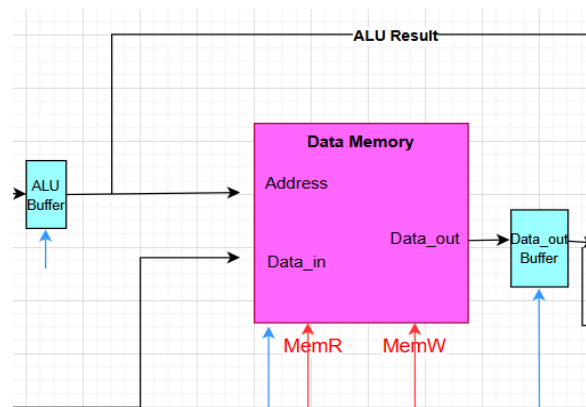 ALU Result
Data Memory
ALU
Buffer
Address
Data_out
Data_out
Buffer
Data_in
MemR
MemW